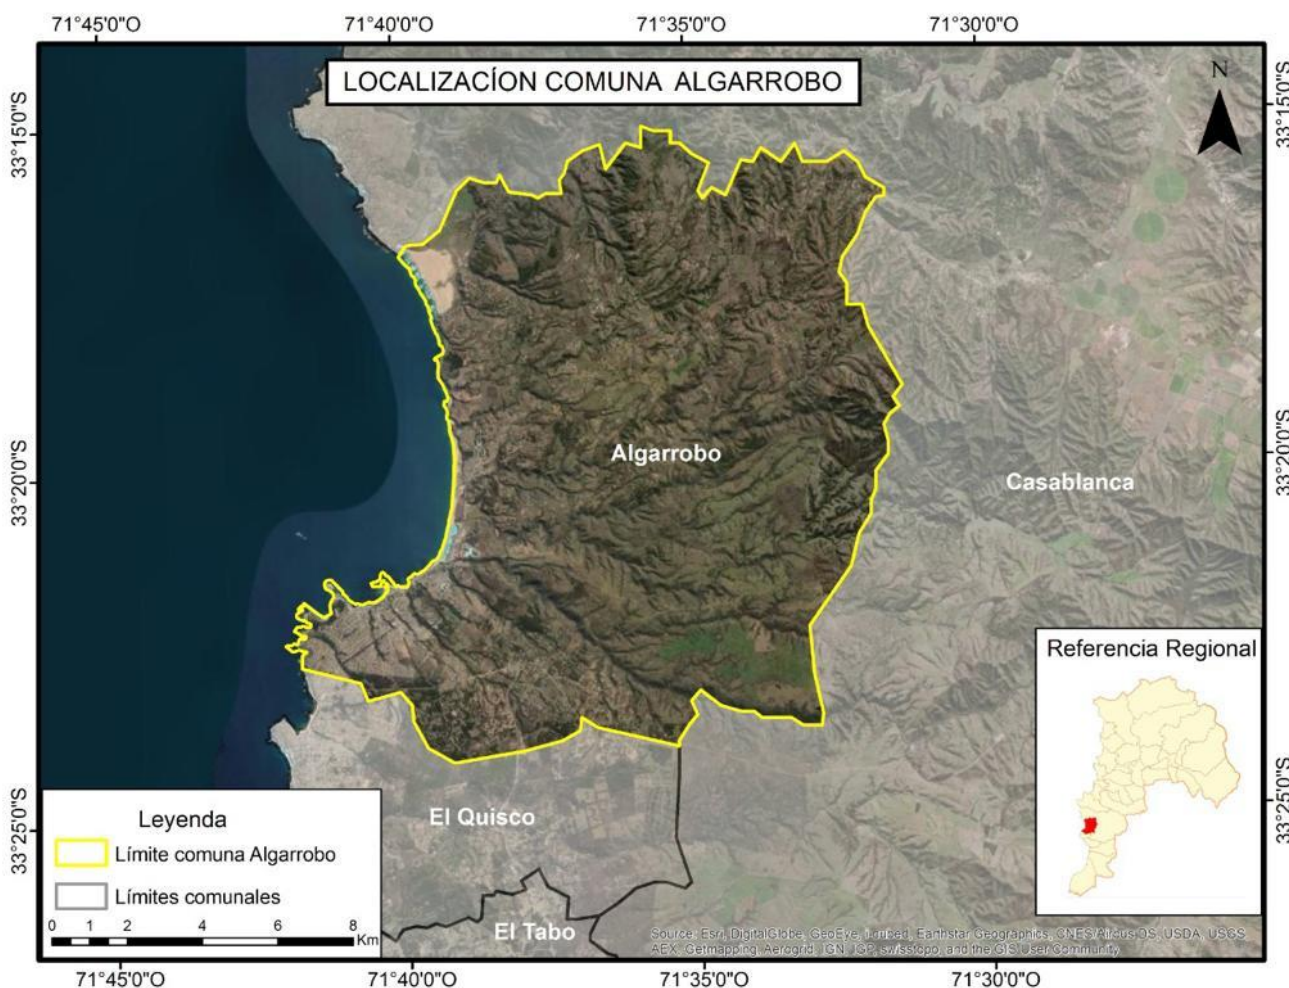 71°45'0"O 71°40'0"O 71°35'0"O 71°30'0"O
LOCALIZACÍON COMUNA ALGARROBO
N
33°15'0"S
33°15'0"S
Algarrobo
Casablanca
33°20'0"S
33°20'0"S
Referencia Regional
El Quisco
33°25'0"S
33°25'0"S
Leyenda
Límite comuna Algarrobo
Límites comunales
0 1 2 4 6 8
Km
El Tabo
Source: Esri, DigitalGlobe, GeoEye, i-cubed, Earthstar Geographics, CNES/Airbus DS, USDA, USGS,
AEX, Getmapping, Aerogrid, IGN, IGP, swisstopo, and the GIS User Community
71°45'0"O 71°40'0"O 71°35'0"O 71°30'0"O